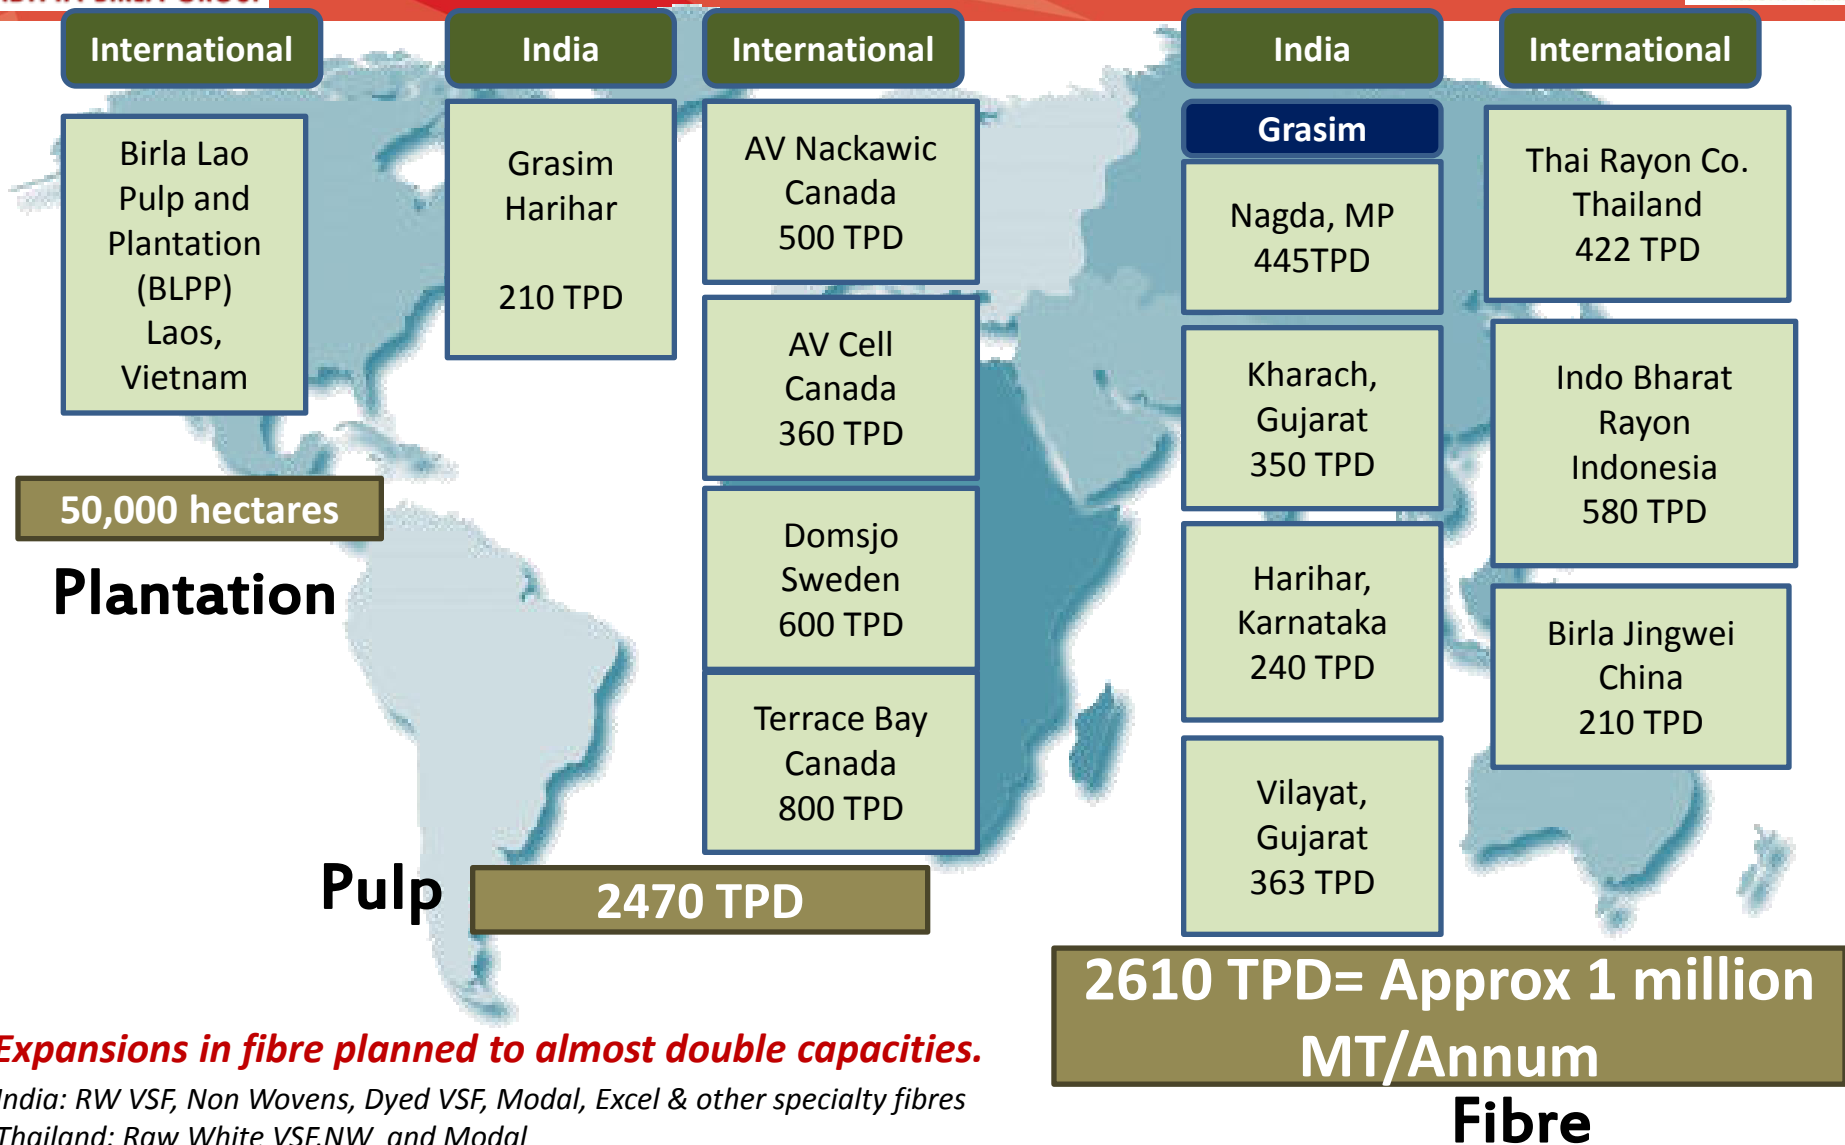 ADITYA BIRLA GROUP
International
Birla Lao
Pulp and
Plantation
(BLPP)
Laos,
Vietnam
50,000 hectares
Plantation
India
Grasim
Harihar
210 TPD
International
AV Nackawic
Canada
500 TPD
AV Cell
Canada
360 TPD
Domsjo
Sweden
600 TPD
Terrace Bay
Canada
800 TPD
Pulp
2470 TPD
India
Grasim
Nagda, MP
445TPD
Kharach,
Gujarat
350 TPD
Harihar,
Karnataka
240 TPD
Vilayat,
Gujarat
363 TPD
International
Thai Rayon Co.
Thailand
422 TPD
Indo Bharat
Rayon
Indonesia
580 TPD
Birla Jingwei
China
210 TPD
2610 TPD= Approx 1 million
MT/Annum
Fibre
Expansions in fibre planned to almost double capacities.
India: RW VSF, Non Wovens, Dyed VSF, Modal, Excel & other specialty fibres
Thailand: Raw White VSF,NW and Modal